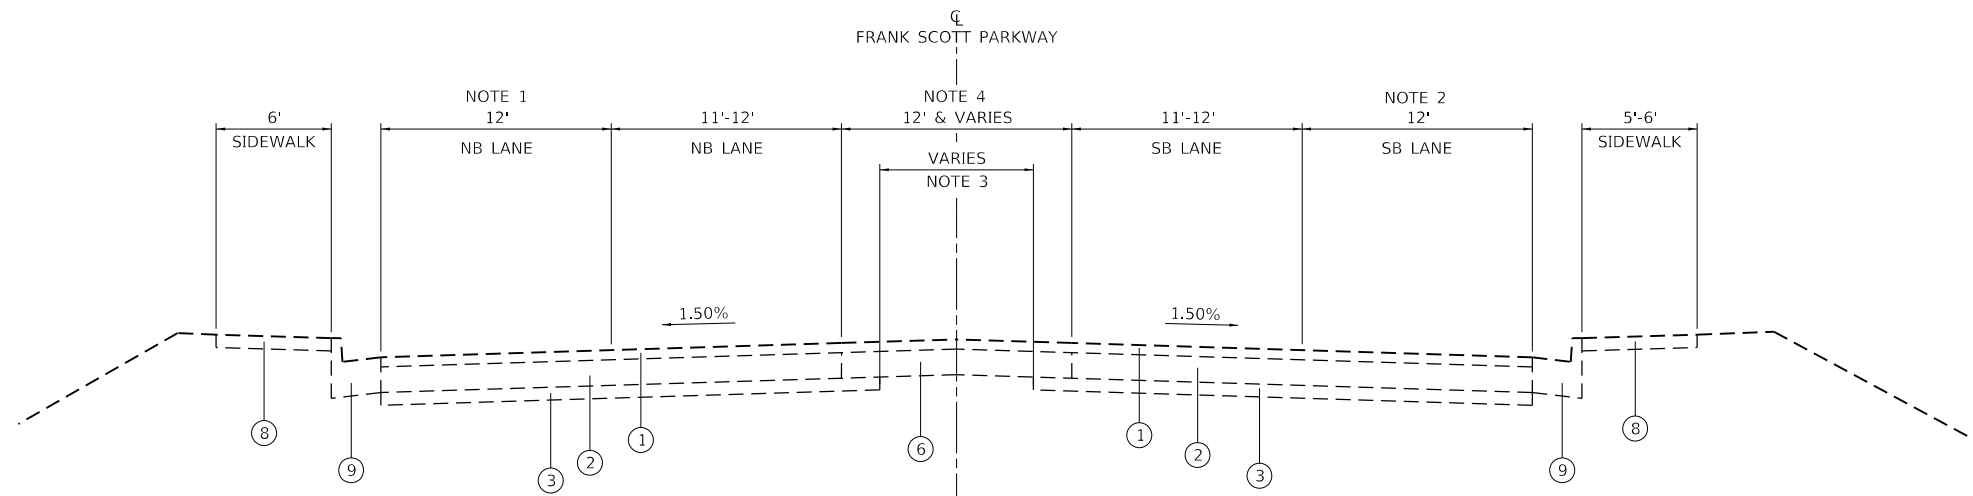 ℄
FRANK SCOTT PARKWAY
NOTE 1
NOTE 4
NOTE 2
6'
12'
11'-12'
12' & VARIES
11'-12'
12'
5'-6'
SIDEWALK
NB LANE
NB LANE
SB LANE
SB LANE
SIDEWALK
VARIES
NOTE 3
1.50%
1.50%
8
9
3
2
1
6
1
2
3
9
8